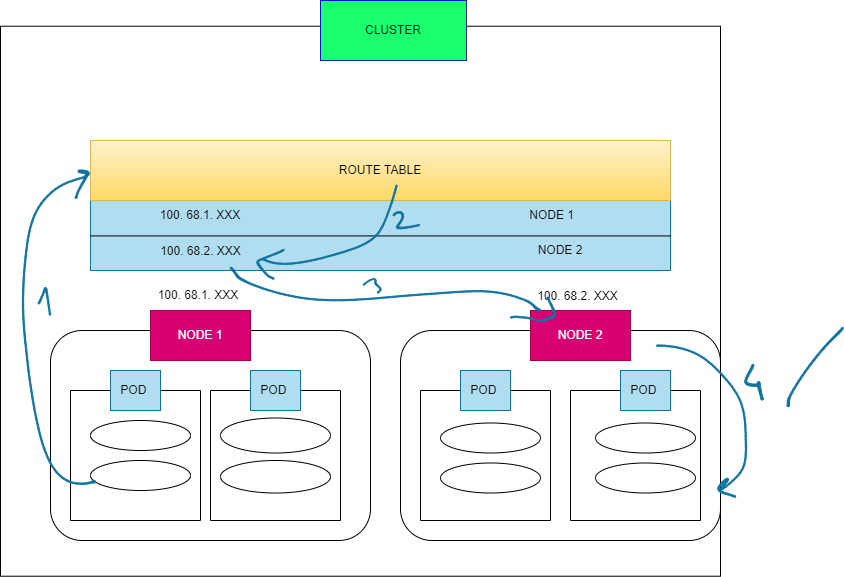 CLUSTER
ROUTE TABLE
100. 68.1. XXX NODE 1
2
100. 68.2. XXX NODE 2
3
100. 68.1. XXX 100. 68.2. XXX
1
NODE 1 NODE 2
POD POD POD POD
4